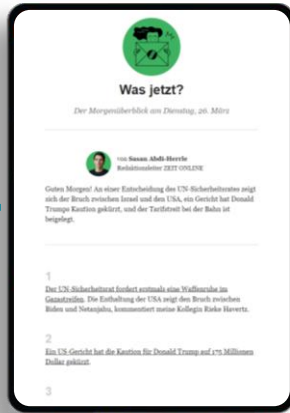 Was jetzt?
Der Morgenüberblick am Dienstag, 26. März
von Susan Abdi-Herrle
Redaktionsleiter ZEIT ONLINE
Guten Morgen! An einer Entscheidung des UN-Sicherheitsrates zeigt
sich der Bruch zwischen Israel und den USA, ein Gericht hat Donald
Trumps Kaution gekürzt, und der Tarifstreit bei der Bahn ist
beigelegt.
1
Der UN-Sicherheitsrat fordert erstmals eine Waffenruhe im
Gazastreifen. Die Enthaltung der USA zeigt den Bruch zwischen
Biden und Netanjahu, kommentiert meine Kollegin Rieke Havertz.
2
Ein US-Gericht hat die Kaution für Donald Trump auf 175 Millionen
Dollar gekürzt.
3